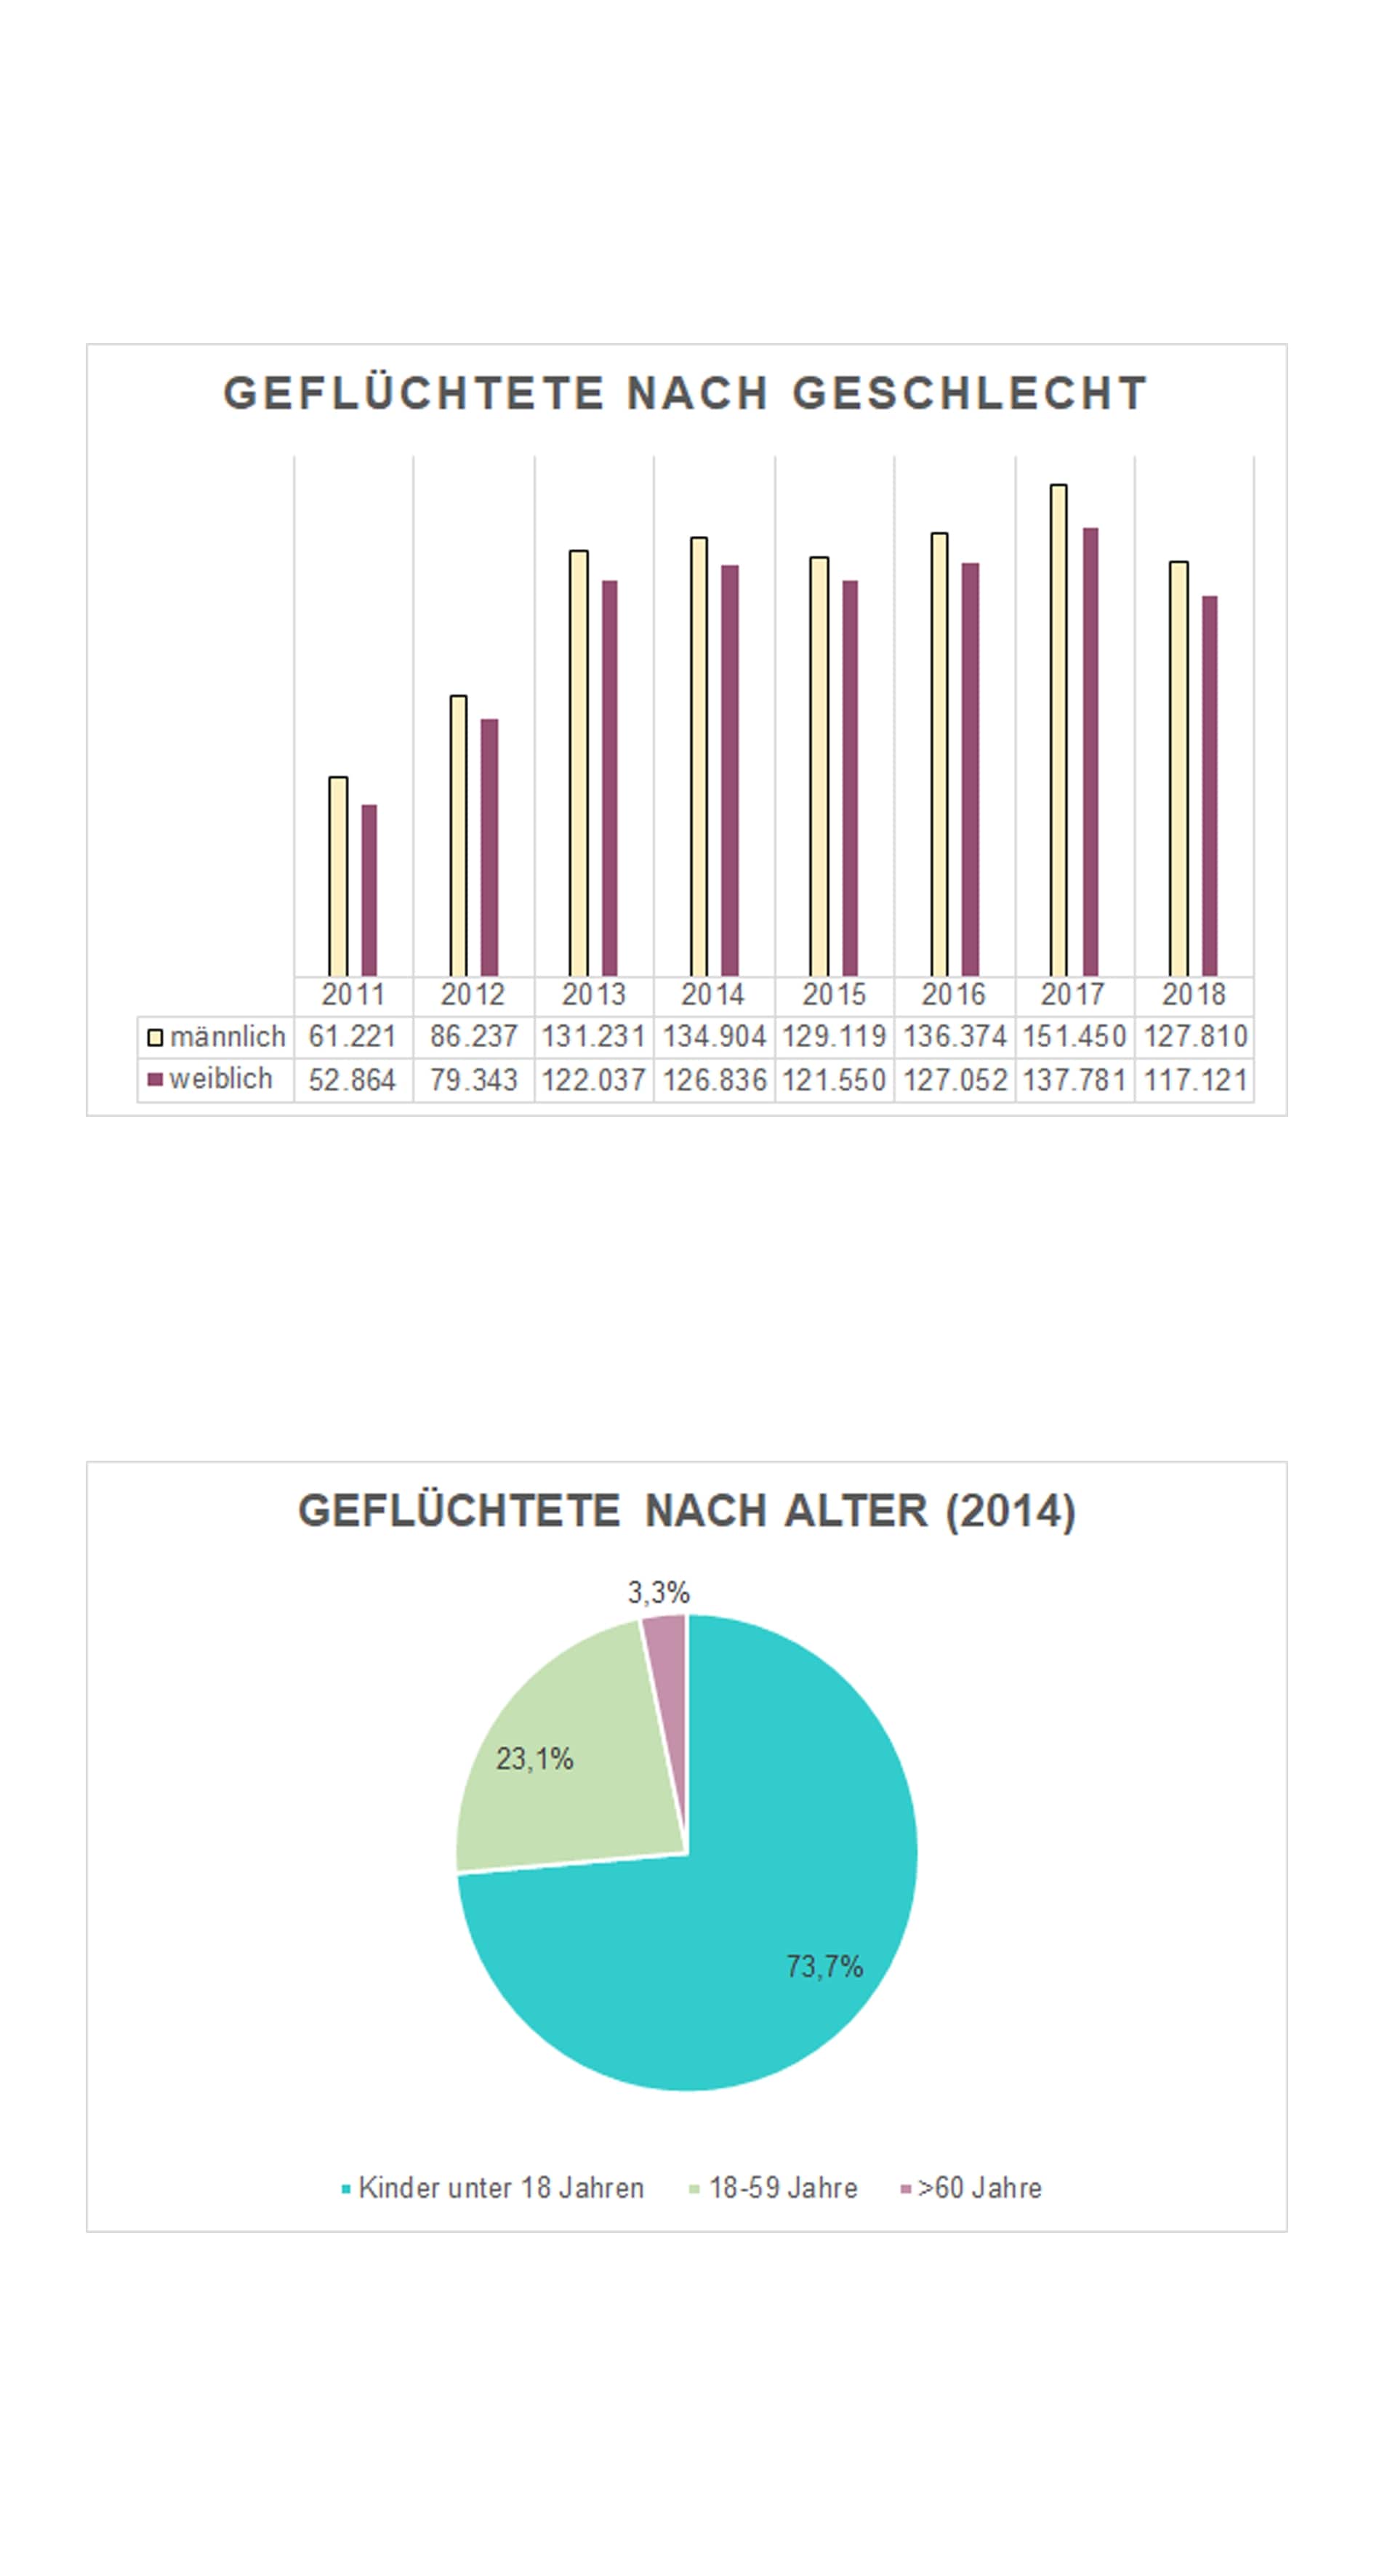 GEFLÜCHTETE NACH GESCHLECHT
2011 2012 2013 2014 2015 2016 2017 2018
männlich 61.221 86.237 131.231 134.904 129.119 136.374 151.450 127.810
weiblich 52.864 79.343 122.037 126.836 121.550 127.052 137.781 117.121
GEFLÜCHTETE NACH ALTER (2014)
3,3%
23,1%
73,7%
Kinder unter 18 Jahren 18-59 Jahre >60 Jahre